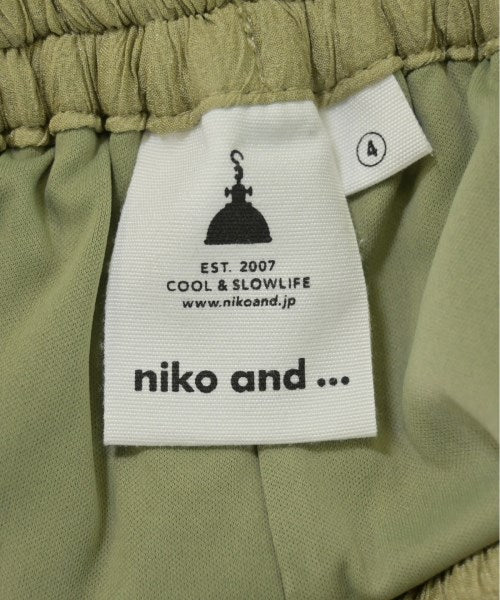 4
EST. 2007
COOL & SLOWLIFE
www.nikoand.jp
niko and ...